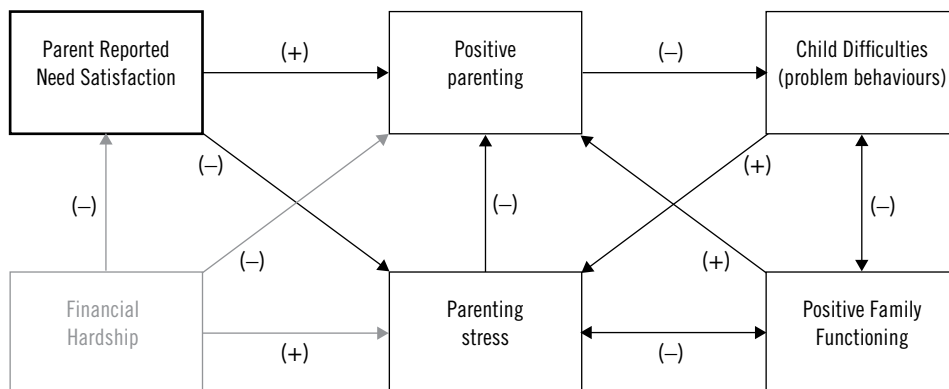 Parent Reported
Need Satisfaction
(+)
Positive
parenting
(–)
Child Difficulties
(problem behaviours)
(–)
(–)
(–)
(–)
(+)
(–)
(+)
Financial
Hardship
(+)
Parenting
stress
(–)
Positive Family
Functioning